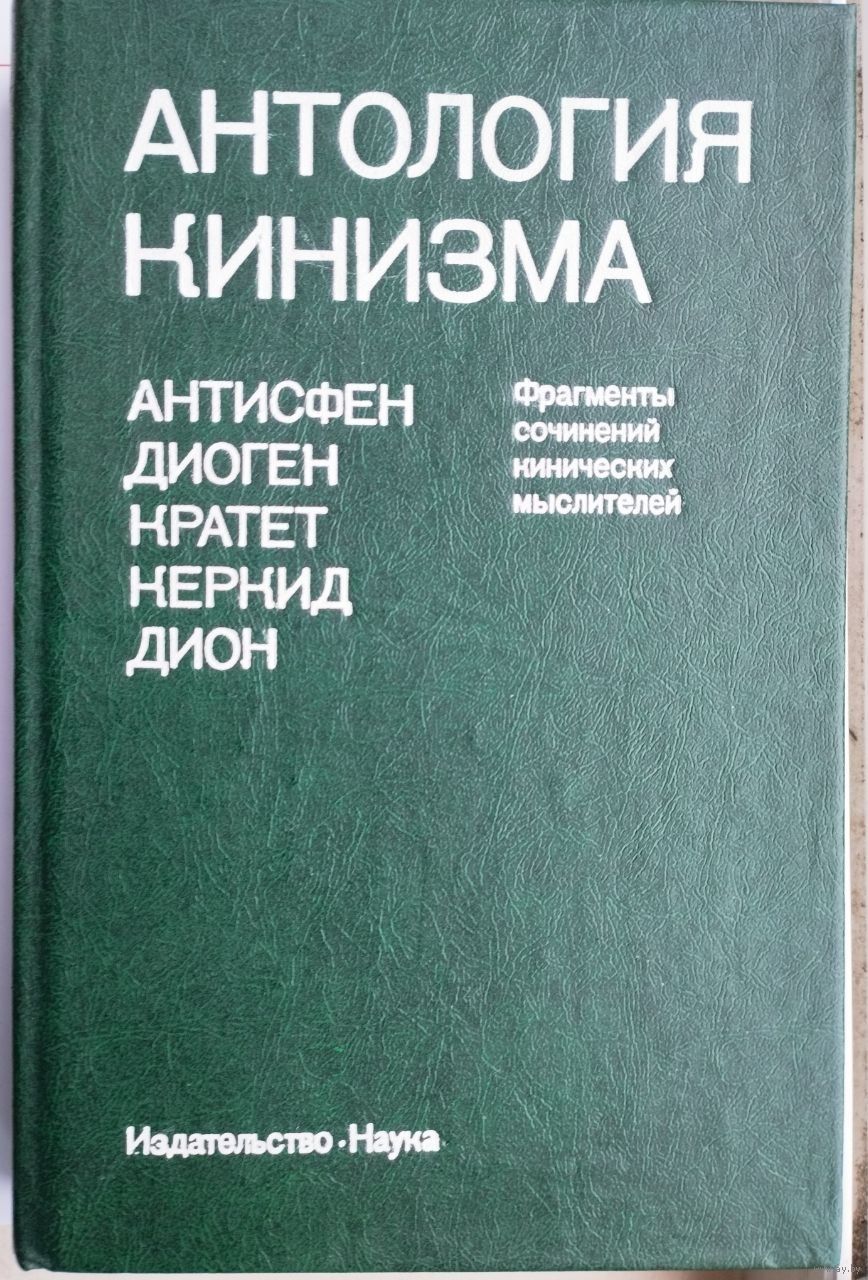 АНТОЛОГИЯ
КИНИЗМА
АНТИСФЕН
ДИОГЕН
КРАТЕТ
КЕРКИД
ДИОН
Фрагменты
сочинений
кинических
мыслителей
Издательство · Наука